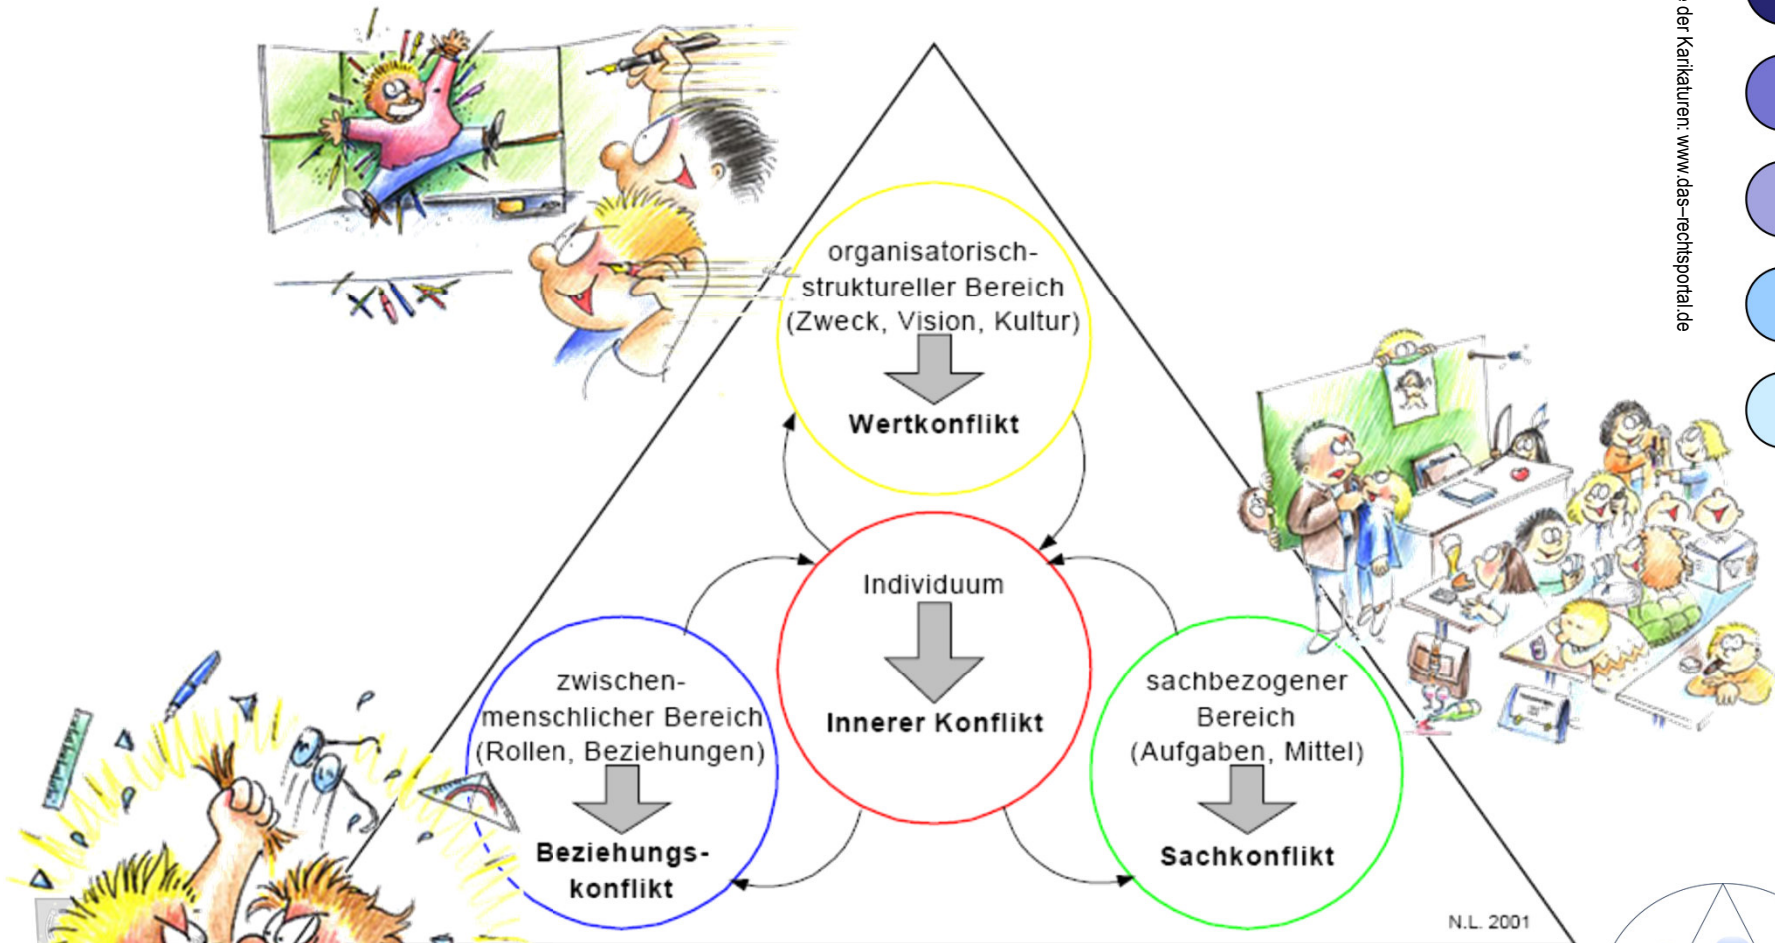 organisatorisch-
struktureller Bereich
(Zweck, Vision, Kultur)
Wertkonflikt
Individuum
Innerer Konflikt
zwischen-
menschlicher Bereich
(Rollen, Beziehungen)
Beziehungs-
konflikt
sachbezogener
Bereich
(Aufgaben, Mittel)
Sachkonflikt
N.L. 2001
der Karikaturen: www.das-rechtsportal.de